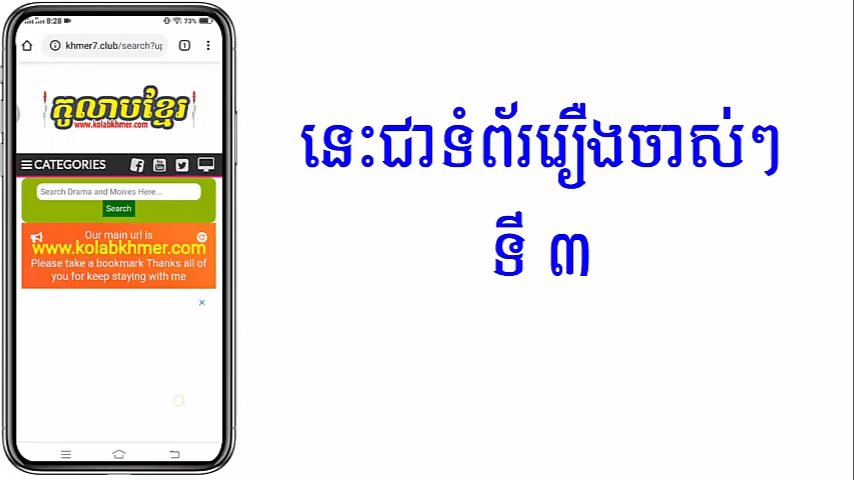 8:28
73%
khmer7.club/search?up
1
កូលាបខ្មែរ
www.kolabkhmer.com
CATEGORIES
Search Drama and Moives Here...
Search
Our main url is
www.kolabkhmer.com
Please take a bookmark Thanks all of
you for keep staying with me
នេះជាទំព័ររឿងចាស់ៗ
ទី ៣